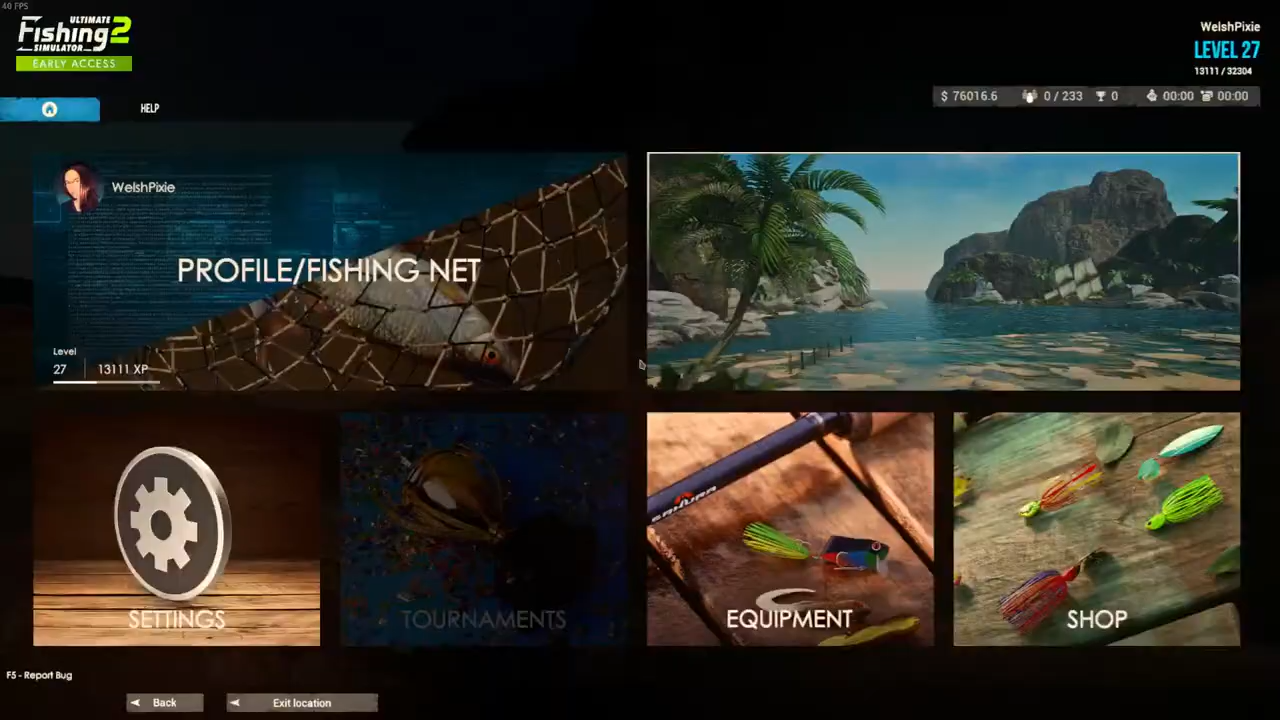 40 FPS
ULTIMATE
Fishing 2
SIMULATOR
EARLY ACCESS
WelshPixie
LEVEL 27
13111 / 32304
$ 76016.6 0 / 233 0 00:00 00:00
HELP
WelshPixie
PROFILE/FISHING NET
Level
27 13111 XP
SETTINGS
TOURNAMENTS
SAKURA
EQUIPMENT
SHOP
F5 - Report Bug
Back
Exit location